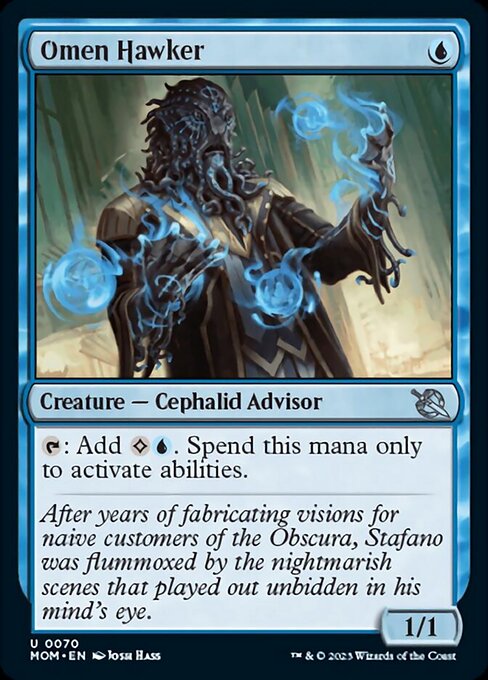 Omen Hawker
Creature — Cephalid Advisor
: Add . Spend this mana only
to activate abilities.
After years of fabricating visions for
naive customers of the Obscura, Stafano
was flummoxed by the nightmarish
scenes that played out unbidden in his
mind's eye.
1/1
U 0070
MOM • EN Josh Hass
™ & © 2023 Wizards of the Coast